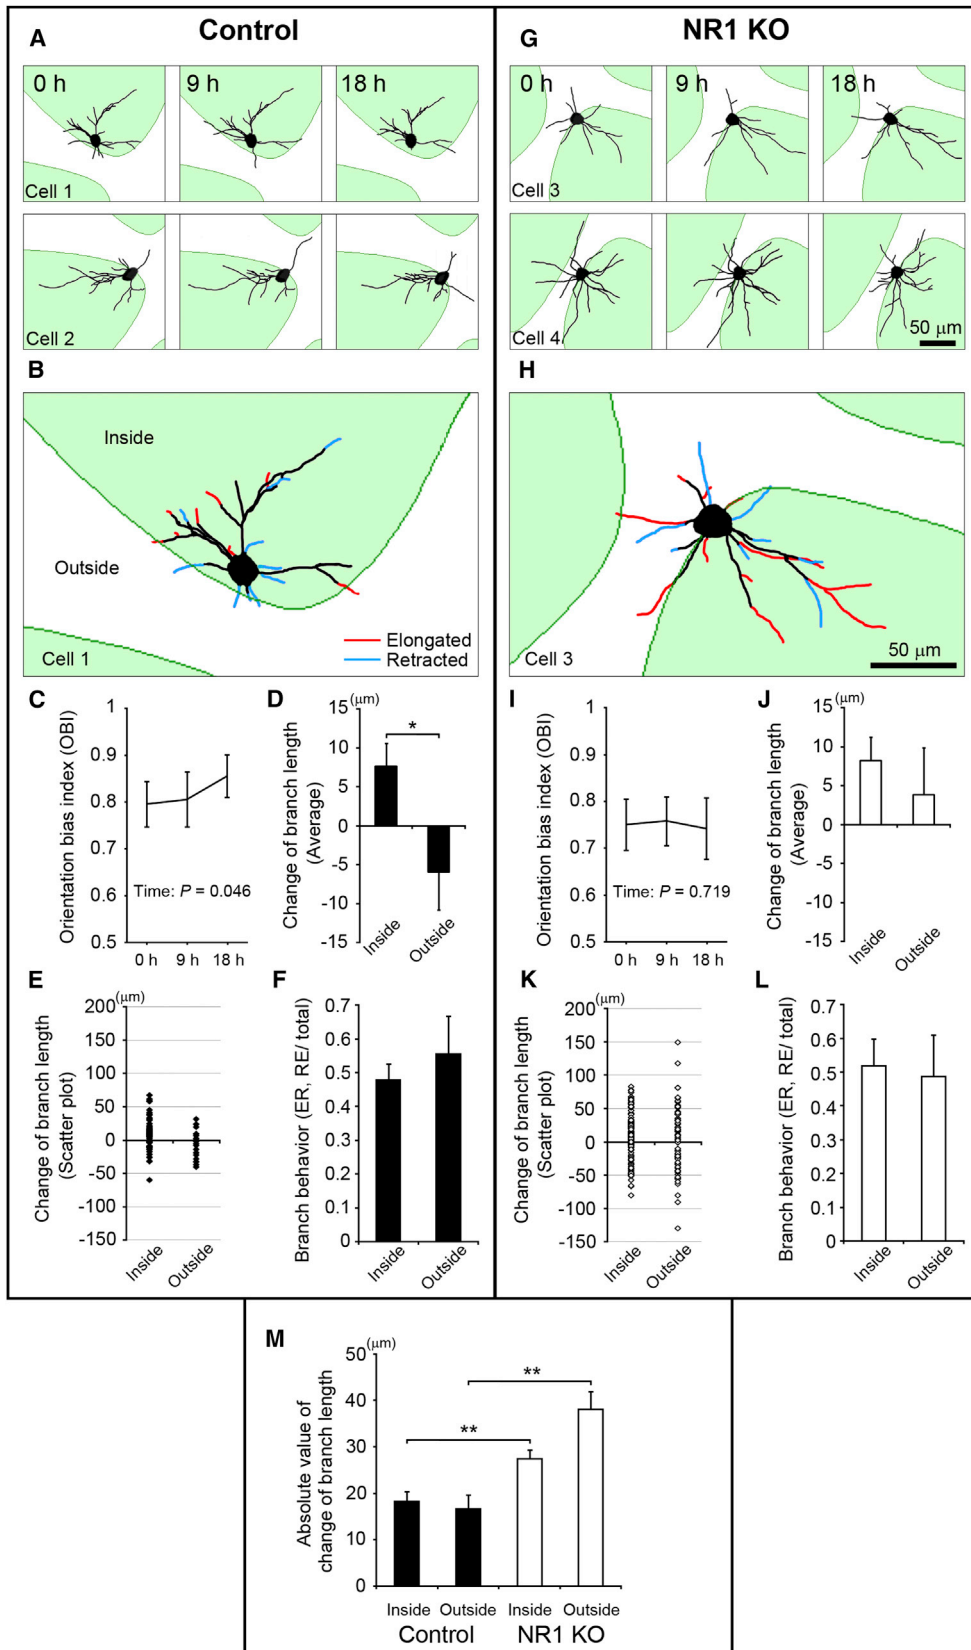 Control
NR1 KO
A
0 h
9 h
18 h
Cell 1
Cell 2
G
0 h
9 h
18 h
Cell 3
Cell 4
50 μm
B
Inside
Outside
Cell 1
Elongated
Retracted
H
Cell 3
50 μm
C
Orientation bias index (OBI)
1
0.9
0.8
0.7
0.6
0.5
Time: P = 0.046
0 h 9 h 18 h
D
(μm)
Change of branch length
(Average)
15
10
5
0
-5
-10
-15
*
Inside
Outside
I
Orientation bias index (OBI)
1
0.9
0.8
0.7
0.6
0.5
Time: P = 0.719
0 h 9 h 18 h
J
(μm)
Change of branch length
(Average)
15
10
5
0
-5
-10
-15
Inside
Outside
E
(μm)
Change of branch length
(Scatter plot)
200
150
100
50
0
-50
-100
-150
Inside
Outside
F
Branch behavior (ER, RE/ total)
0.7
0.6
0.5
0.4
0.3
0.2
0.1
0
Inside
Outside
K
(μm)
Change of branch length
(Scatter plot)
200
150
100
50
0
-50
-100
-150
Inside
Outside
L
Branch behavior (ER, RE/ total)
0.7
0.6
0.5
0.4
0.3
0.2
0.1
0
Inside
Outside
M
(μm)
Absolute value of
change of branch length
50
40
30
20
10
0
**
**
Inside Outside Inside Outside
Control NR1 KO